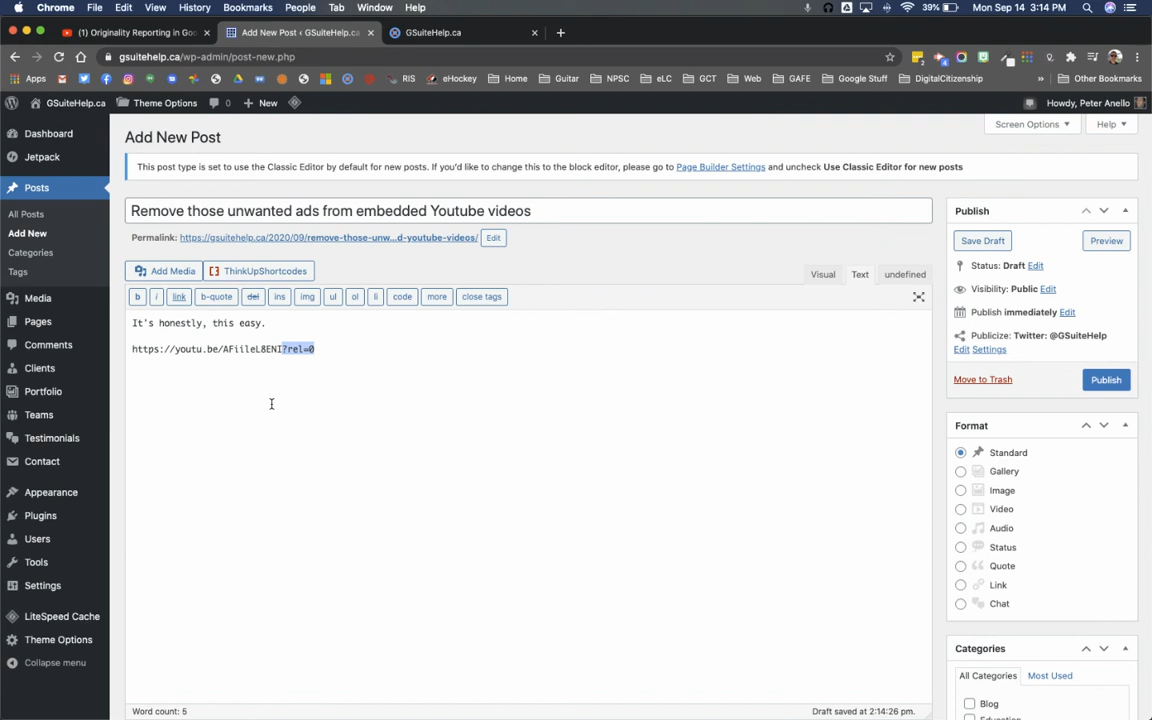 Chrome File Edit View History Bookmarks People Tab Window Help 39% Mon Sep 14 3:14 PM
(1) Originality Reporting in Goo Add New Post ‹ GSuiteHelp.ca GSuiteHelp.ca
gsuitehelp.ca/wp-admin/post-new.php
Apps RIS eHockey Home Guitar NPSC eLC GCT Web GAFE Google Stuff DigitalCitizenship » Other Bookmarks
GSuiteHelp.ca Theme Options 0 New Howdy, Peter Anello
Screen Options Help
Dashboard
Jetpack
Posts
All Posts
Add New
Categories
Tags
Media
Pages
Comments
Clients
Portfolio
Teams
Testimonials
Contact
Appearance
Plugins
Users
Tools
Settings
LiteSpeed Cache
Theme Options
Collapse menu
Add New Post
This post type is set to use the Classic Editor by default for new posts. If you'd like to change this to the block editor, please go to Page Builder Settings and uncheck Use Classic Editor for new posts
Remove those unwanted ads from embedded Youtube videos
Permalink: https://gsuitehelp.ca/2020/09/remove-those-unw...d-youtube-videos/ Edit
Add Media [ ] ThinkUpShortcodes
Visual Text undefined
b i link b-quote del ins img ul ol li code more close tags
It's honestly, this easy.
https://youtu.be/AFiileL8ENI?rel=0
Word count: 5 Draft saved at 2:14:26 pm.
Publish
Save Draft Preview
Status: Draft Edit
Visibility: Public Edit
Publish immediately Edit
Publicize: Twitter: @GSuiteHelp
Edit Settings
Move to Trash Publish
Format
Standard
Gallery
Image
Video
Audio
Status
Quote
Link
Chat
Categories
All Categories Most Used
Blog
Education